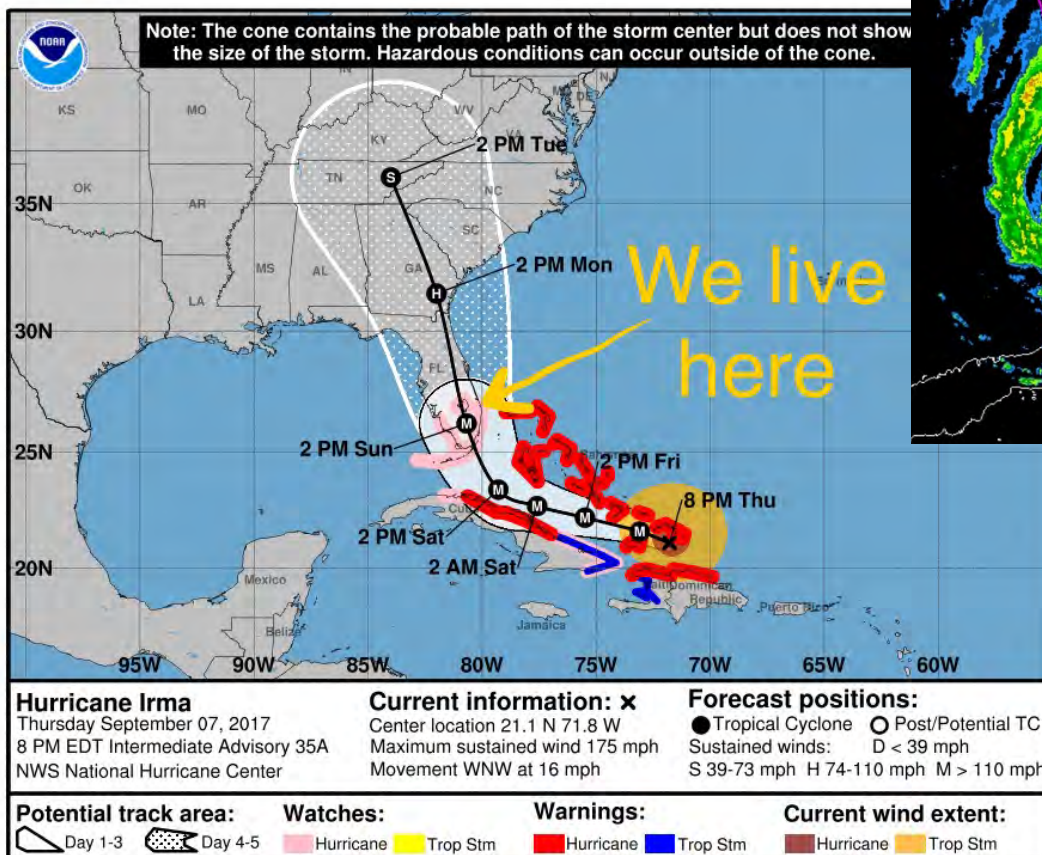 Note: The cone contains the probable path of the storm center but does not show
the size of the storm. Hazardous conditions can occur outside of the cone.
NOAA
KS
MO
IN
WV
NJ
DE
KY
VA
2 PM Tue
OK
TN
S
NC
35N
AR
SC
MS
AL
GA
2 PM Mon
H
We live
here
LA
30N
FL
2 PM Sun
M
25N
2 PM Fri
8 PM Thu
M
M
M
M
2 PM Sat
2 AM Sat
20N
Mexico
Dominican
Republic
Puerto Rico
Jamaica
Belize
95W 90W 85W 80W 75W 70W 65W 60W
Hurricane Irma
Thursday September 07, 2017
8 PM EDT Intermediate Advisory 35A
NWS National Hurricane Center
Current information: ×
Center location 21.1 N 71.8 W
Maximum sustained wind 175 mph
Movement WNW at 16 mph
Forecast positions:
Tropical Cyclone Post/Potential TC
Sustained winds: D < 39 mph
S 39-73 mph H 74-110 mph M > 110 mph
Potential track area:
Day 1-3 Day 4-5
Watches:
Hurricane Trop Stm
Warnings:
Hurricane Trop Stm
Current wind extent:
Hurricane Trop Stm